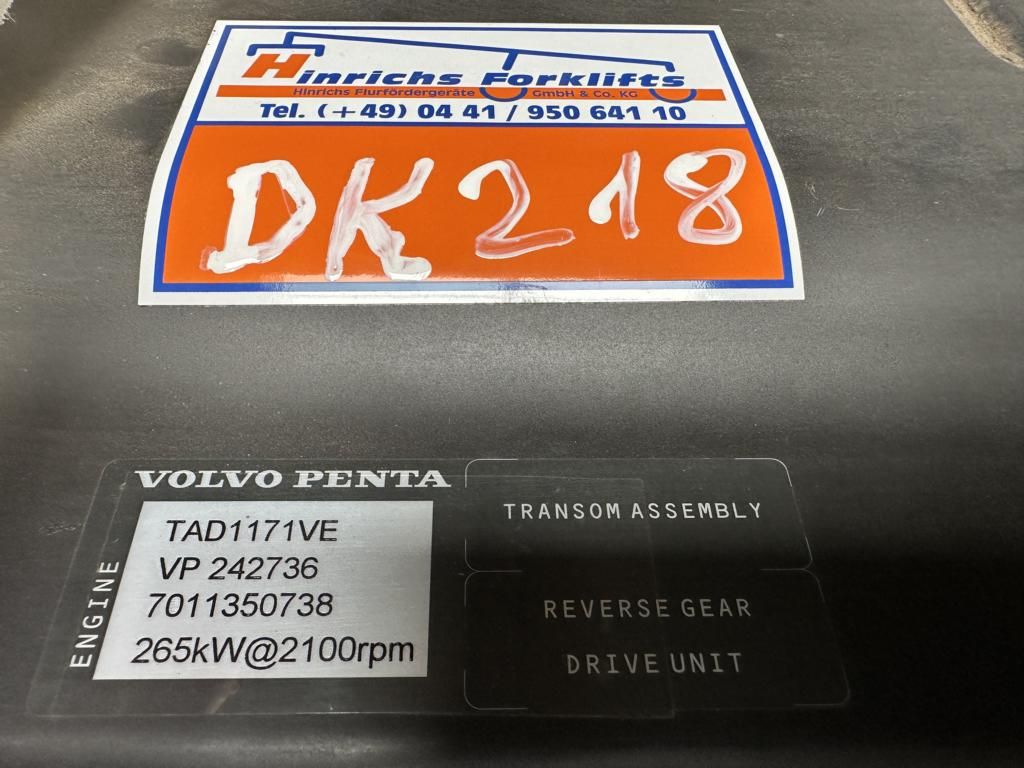 Hinrichs Forklifts
Hinrichs Flurfördergeräte GmbH & Co. KG
Tel. (+49) 04 41 / 950 641 10
DK218
VOLVO PENTA
ENGINE
TAD1171VE
VP 242736
7011350738
265kW@2100rpm
TRANSOM ASSEMBLY
REVERSE GEAR
DRIVE UNIT